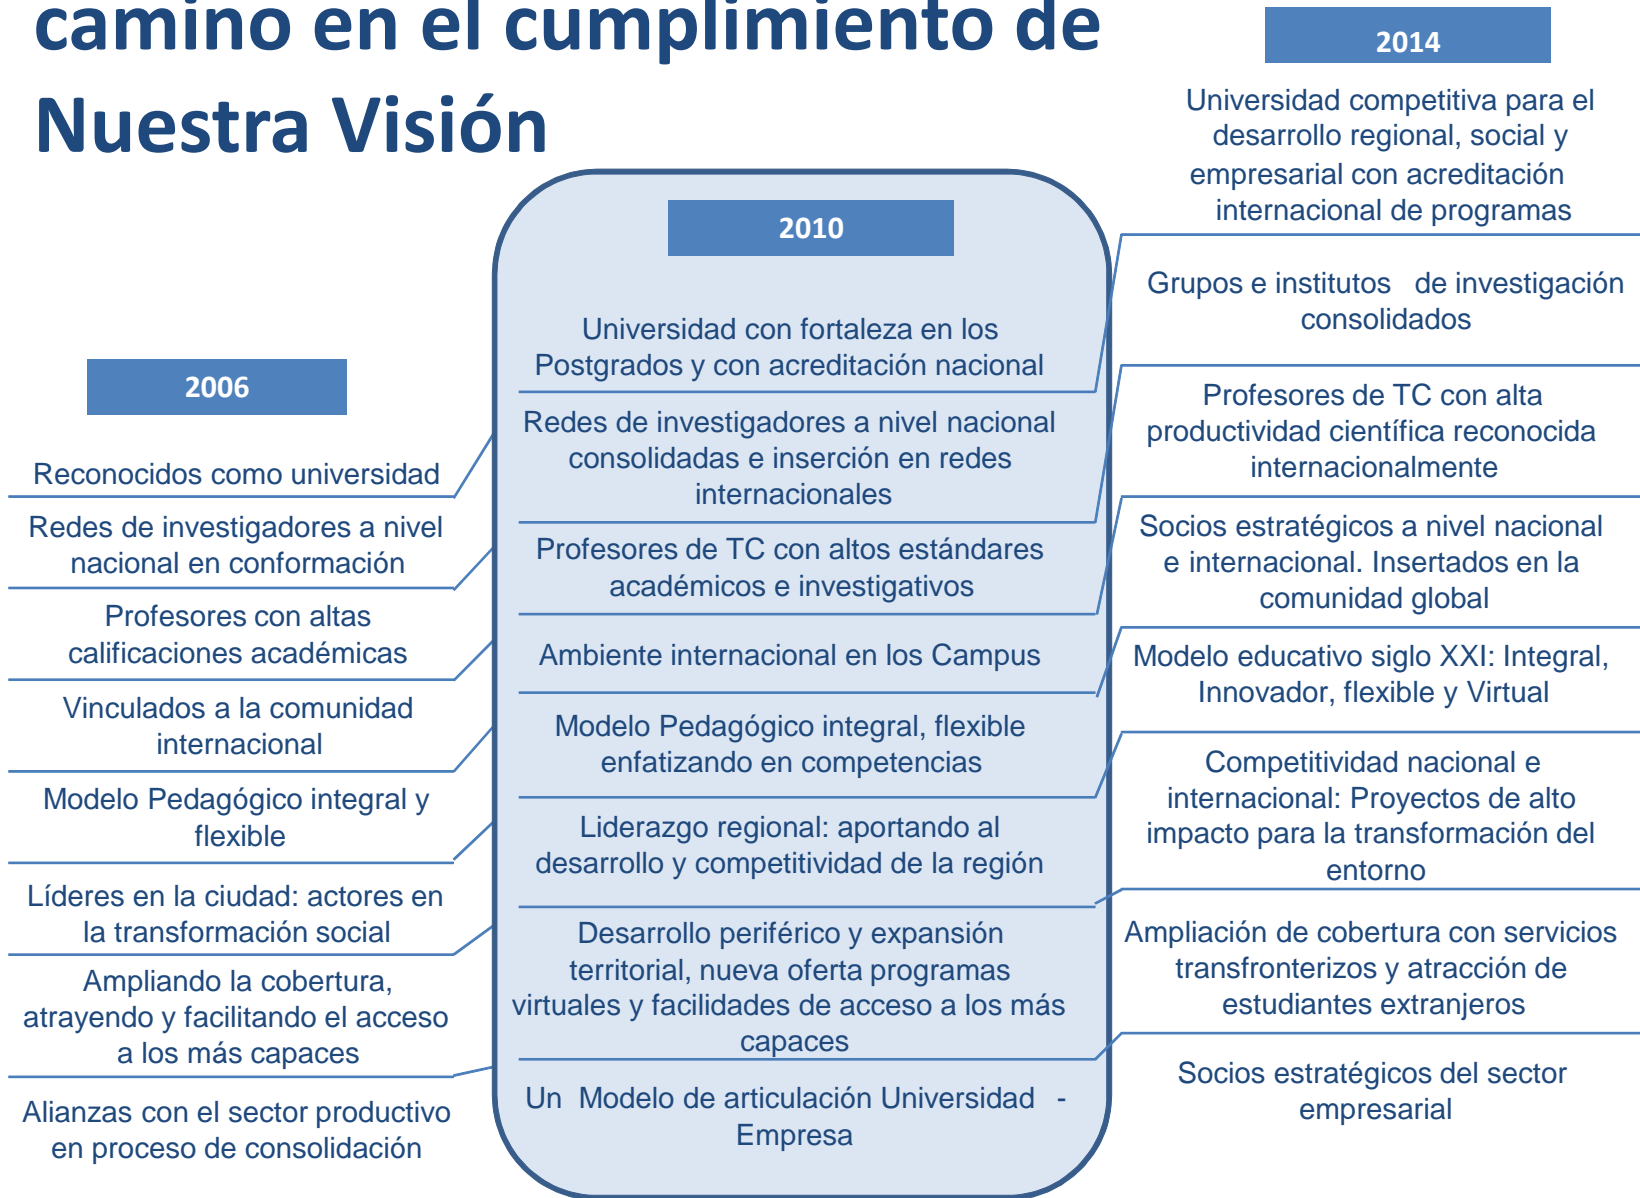 camino en el cumplimiento de
Nuestra Visión
2006
Reconocidos como universidad
Redes de investigadores a nivel
nacional en conformación
Profesores con altas
calificaciones académicas
Vinculados a la comunidad
internacional
Modelo Pedagógico integral y
flexible
Líderes en la ciudad: actores en
la transformación social
Ampliando la cobertura,
atrayendo y facilitando el acceso
a los más capaces
Alianzas con el sector productivo
en proceso de consolidación
2010
Universidad con fortaleza en los
Postgrados y con acreditación nacional
Redes de investigadores a nivel nacional
consolidadas e inserción en redes
internacionales
Profesores de TC con altos estándares
académicos e investigativos
Ambiente internacional en los Campus
Modelo Pedagógico integral, flexible
enfatizando en competencias
Liderazgo regional: aportando al
desarrollo y competitividad de la región
Desarrollo periférico y expansión
territorial, nueva oferta programas
virtuales y facilidades de acceso a los más
capaces
Un Modelo de articulación Universidad -
Empresa
2014
Universidad competitiva para el
desarrollo regional, social y
empresarial con acreditación
internacional de programas
Grupos e institutos de investigación
consolidados
Profesores de TC con alta
productividad científica reconocida
internacionalmente
Socios estratégicos a nivel nacional
e internacional. Insertados en la
comunidad global
Modelo educativo siglo XXI: Integral,
Innovador, flexible y Virtual
Competitividad nacional e
internacional: Proyectos de alto
impacto para la transformación del
entorno
Ampliación de cobertura con servicios
transfronterizos y atracción de
estudiantes extranjeros
Socios estratégicos del sector
empresarial